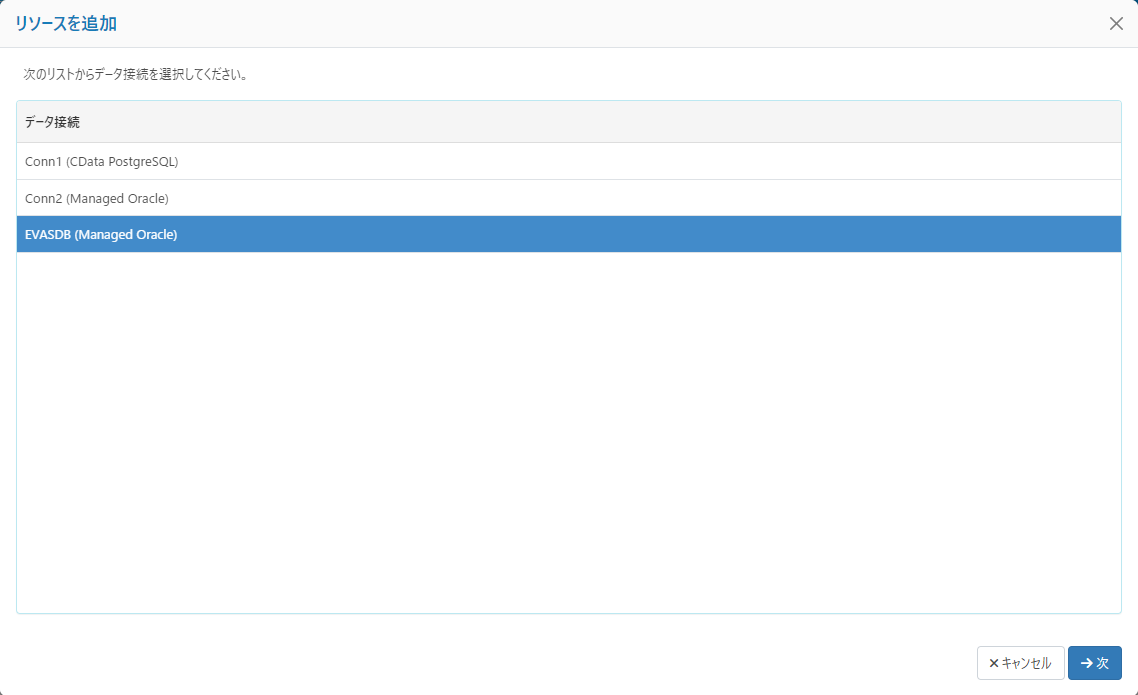 リソースを追加
次のリストからデータ接続を選択してください。
データ接続
Conn1 (CData PostgreSQL)
Conn2 (Managed Oracle)
EVASDB (Managed Oracle)
キャンセル
次